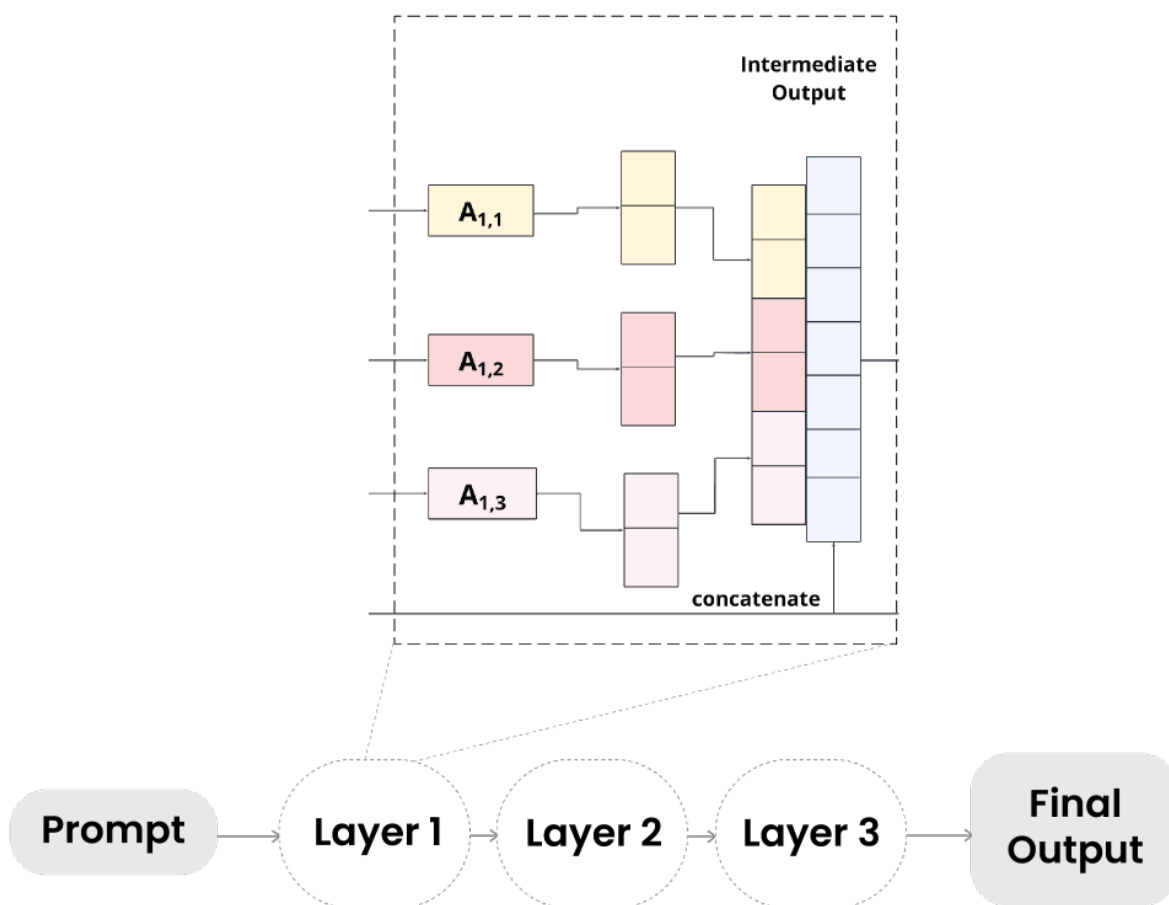 Intermediate
Output
A1,1
A1,2
A1,3
concatenate
Prompt
Layer 1
Layer 2
Layer 3
Final
Output